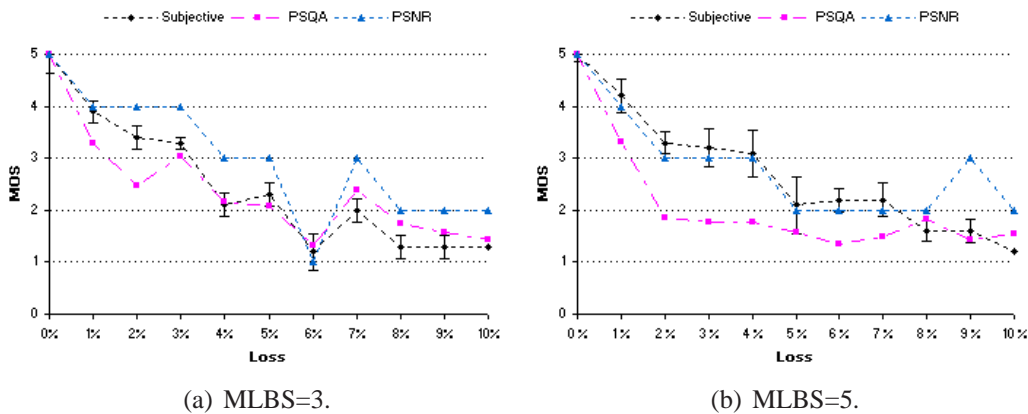 Subjective PSQA PSNR
5
4
3
2
1
0
MOS
0% 1% 2% 3% 4% 5% 6% 7% 8% 9% 10%
Loss
(a) MLBS=3.
Subjective PSQA PSNR
5
4
3
2
1
0
MOS
0% 1% 2% 3% 4% 5% 6% 7% 8% 9% 10%
Loss
(b) MLBS=5.